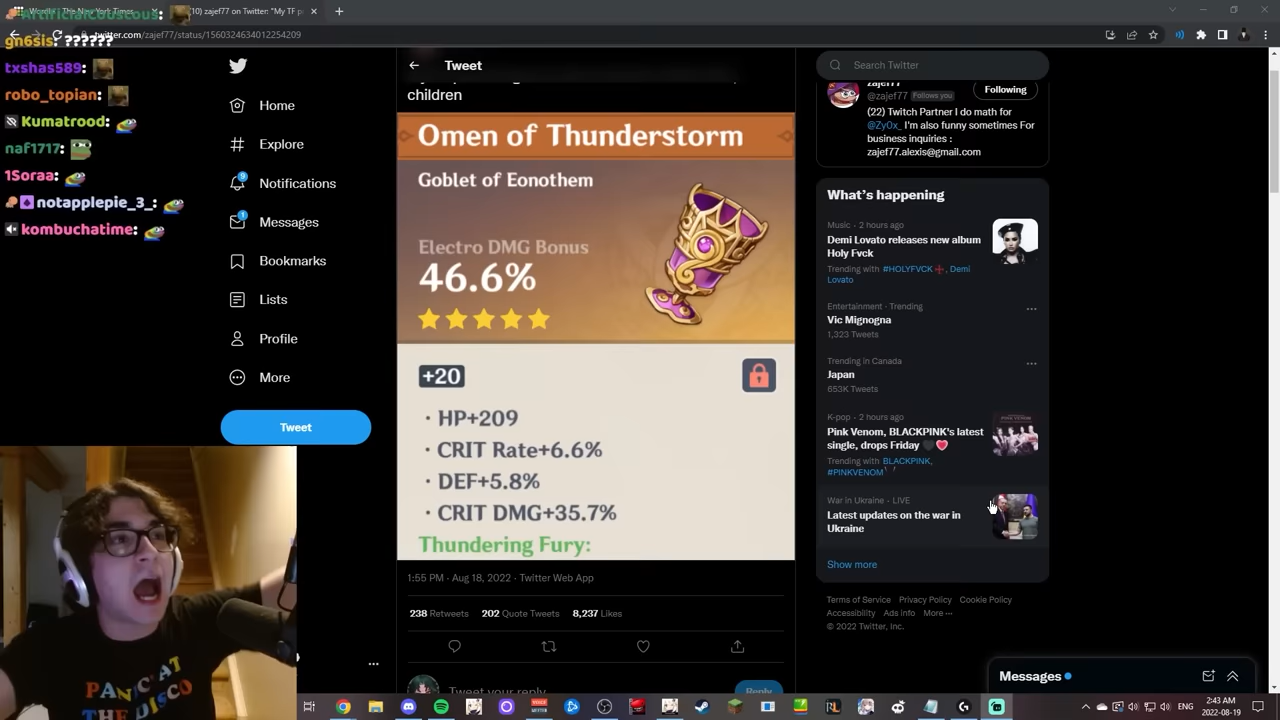 ArtificialCouscous:
gn6sis: ??????
txshas589:
robo_topian:
Kumatrood:
naf1717:
1Soraa:
notapplepie_3_:
kombuchatime:
10) zajef77 on Twitter: "My TF p
twitter.com/zajef77/status/1560324634012254209
Home
Explore
9
Notifications
1
Messages
Bookmarks
Lists
Profile
More
Tweet
Tweet
children
Omen of Thunderstorm
Goblet of Eonothem
Electro DMG Bonus
46.6%
+20
· HP+209
· CRIT Rate+6.6%
· DEF+5.8%
· CRIT DMG+35.7%
Thundering Fury:
1:55 PM · Aug 18, 2022 · Twitter Web App
238 Retweets 202 Quote Tweets 8,237 Likes
Tweet your reply
Reply
Search Twitter
zajef77
@zajef77 Follows you
Following
(22) Twitch Partner I do math for
@Zy0x_ I'm also funny sometimes For
business inquiries :
zajef77.alexis@gmail.com
What's happening
Music · 2 hours ago
Demi Lovato releases new album
Holy Fvck
Trending with #HOLYFVCK, Demi
Lovato
Entertainment · Trending
Vic Mignogna
1,323 Tweets
Trending in Canada
Japan
653K Tweets
K-pop · 2 hours ago
Pink Venom, BLACKPINK's latest
single, drops Friday
Trending with BLACKPINK,
#PINKVENOM
War in Ukraine · LIVE
Latest updates on the war in
Ukraine
Show more
Terms of Service Privacy Policy Cookie Policy
Accessibility Ads info More ···
© 2022 Twitter, Inc.
Messages
PANIC! AT
THE DISCO
2:43 AM
2022-08-19